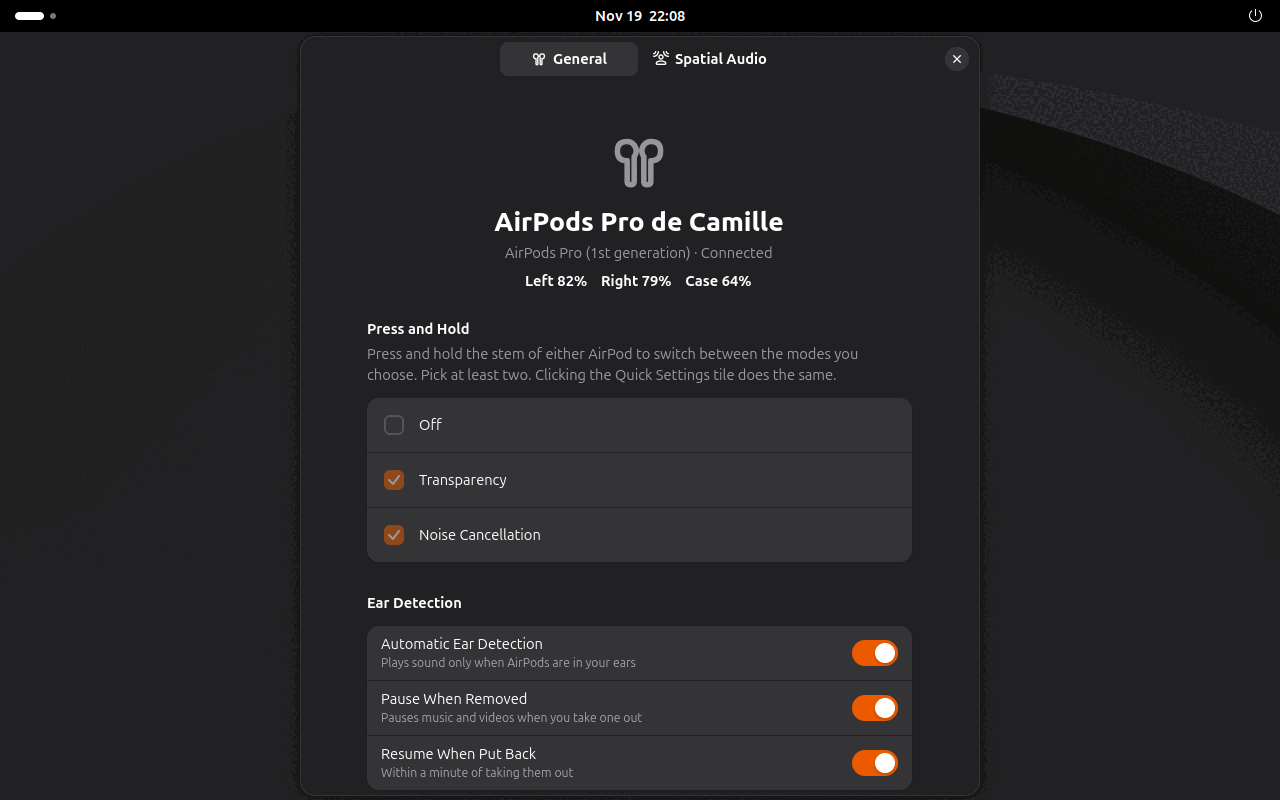 Nov 19 22:08
General
Spatial Audio
AirPods Pro de Camille
AirPods Pro (1st generation) · Connected
Left 82% Right 79% Case 64%
Press and Hold
Press and hold the stem of either AirPod to switch between the modes you
choose. Pick at least two. Clicking the Quick Settings tile does the same.
Off
Transparency
Noise Cancellation
Ear Detection
Automatic Ear Detection
Plays sound only when AirPods are in your ears
Pause When Removed
Pauses music and videos when you take one out
Resume When Put Back
Within a minute of taking them out